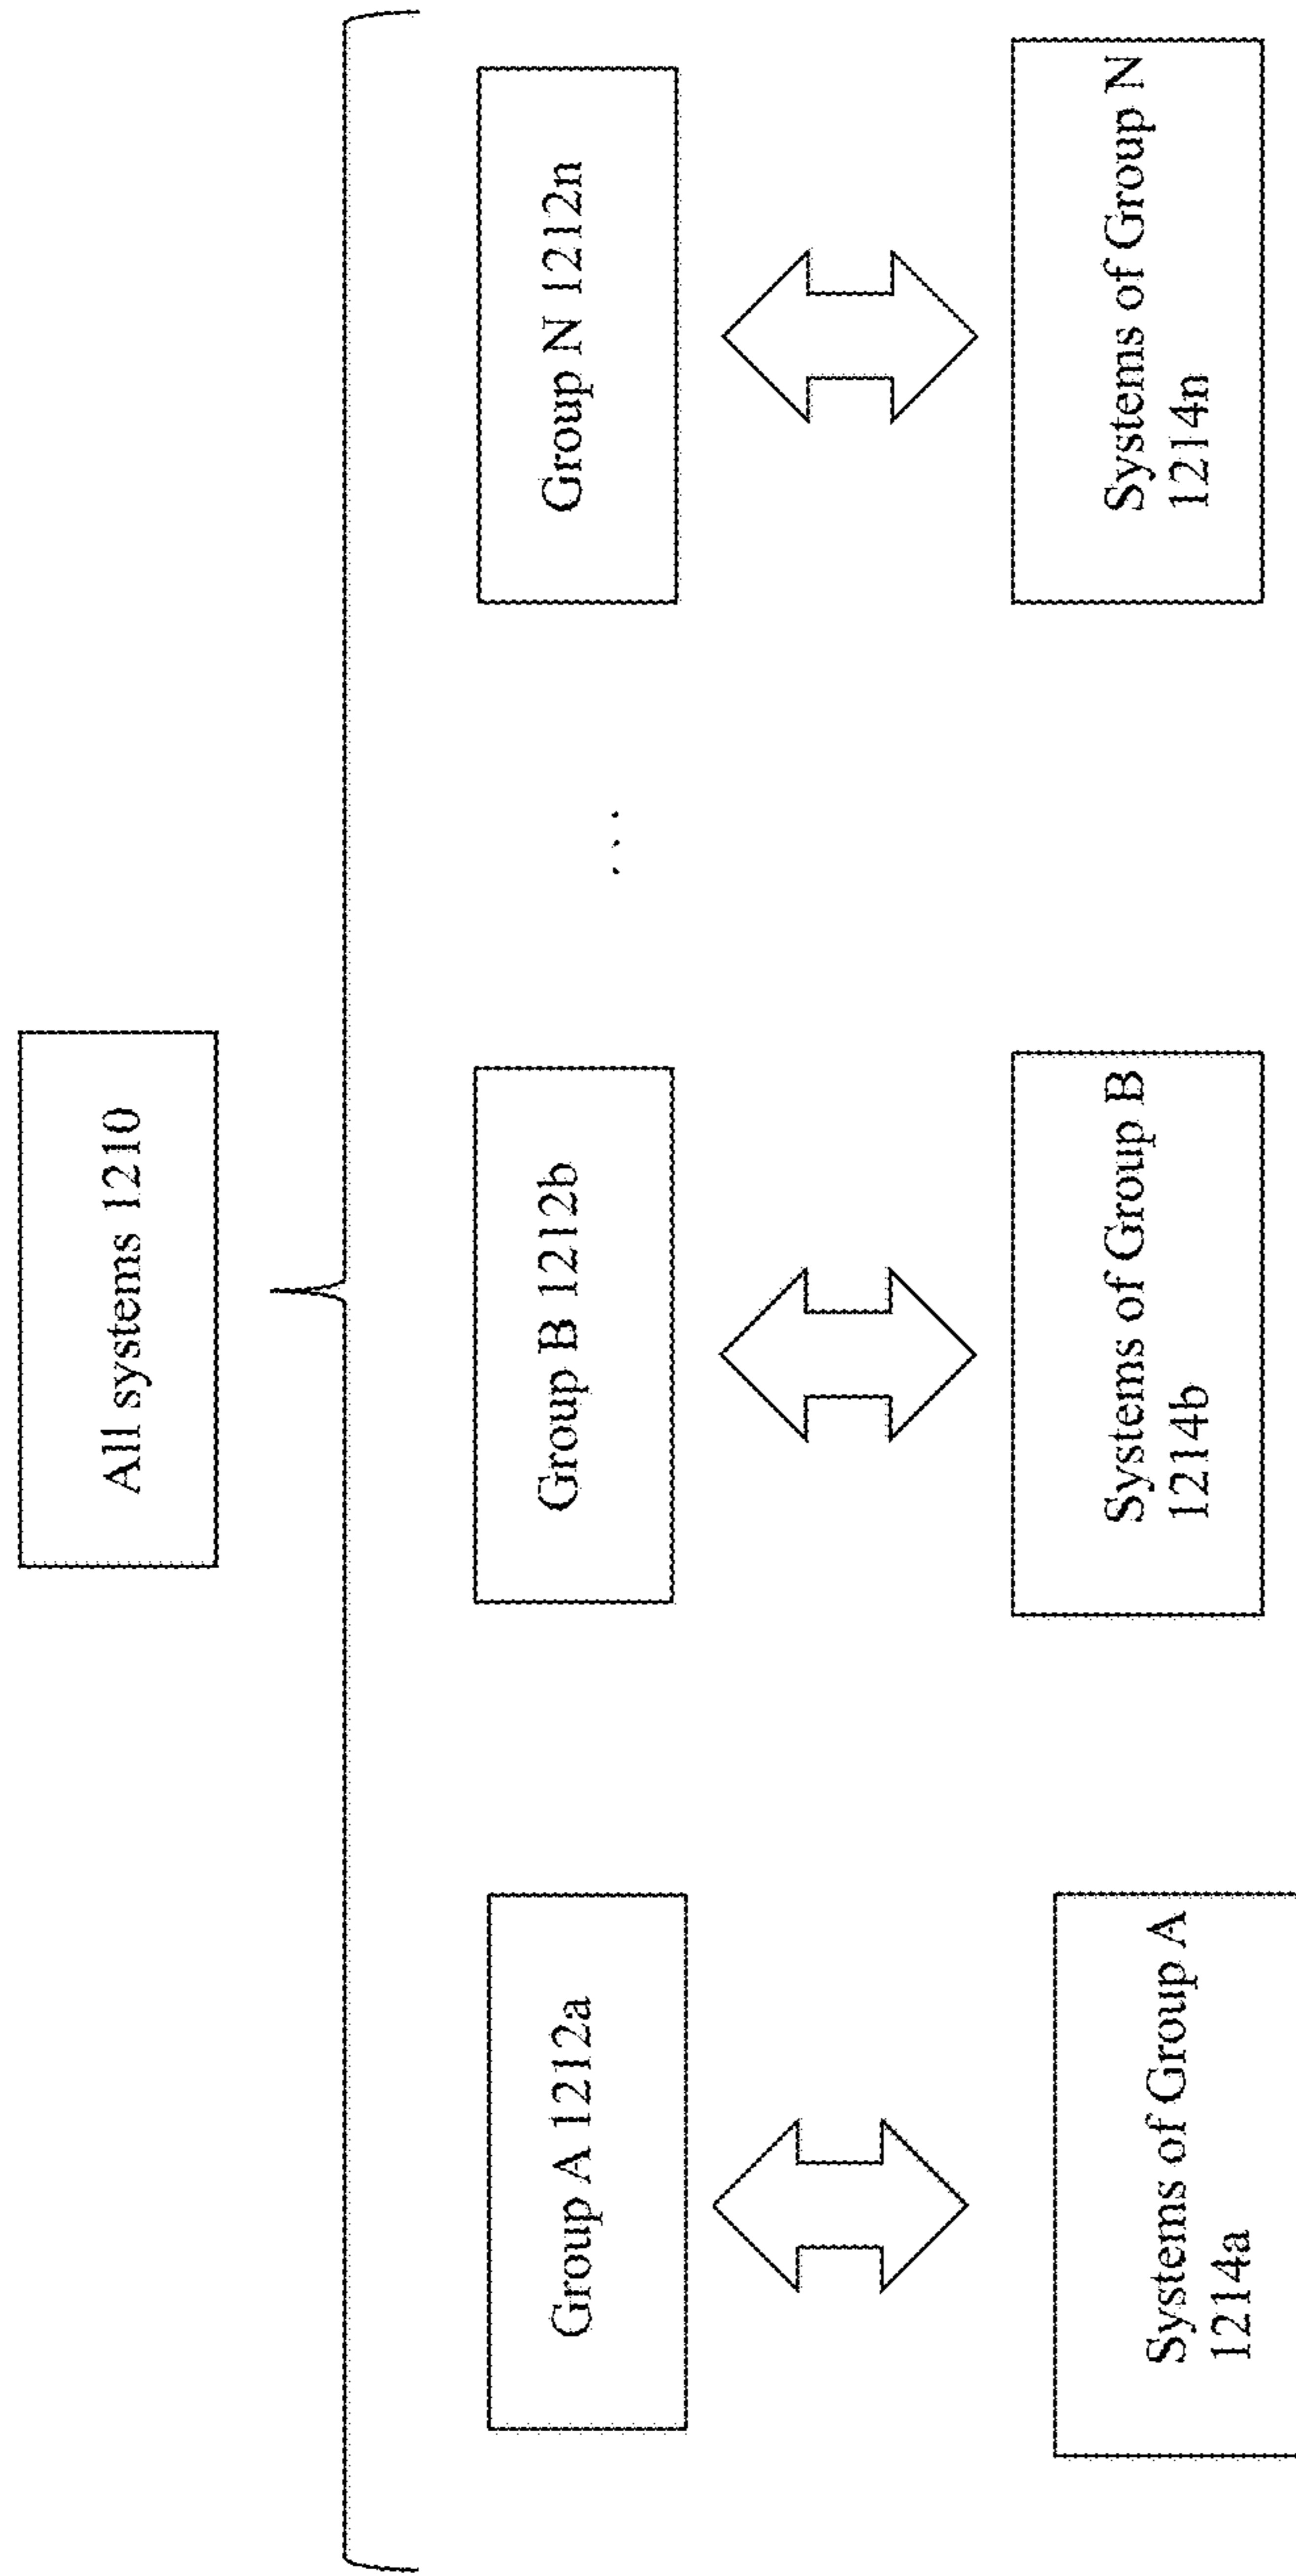 All systems 1210
Group A 1212a
Group B 1212b
...
Group N 1212n
Systems of Group A
1214a
Systems of Group B
1214b
Systems of Group N
1214n